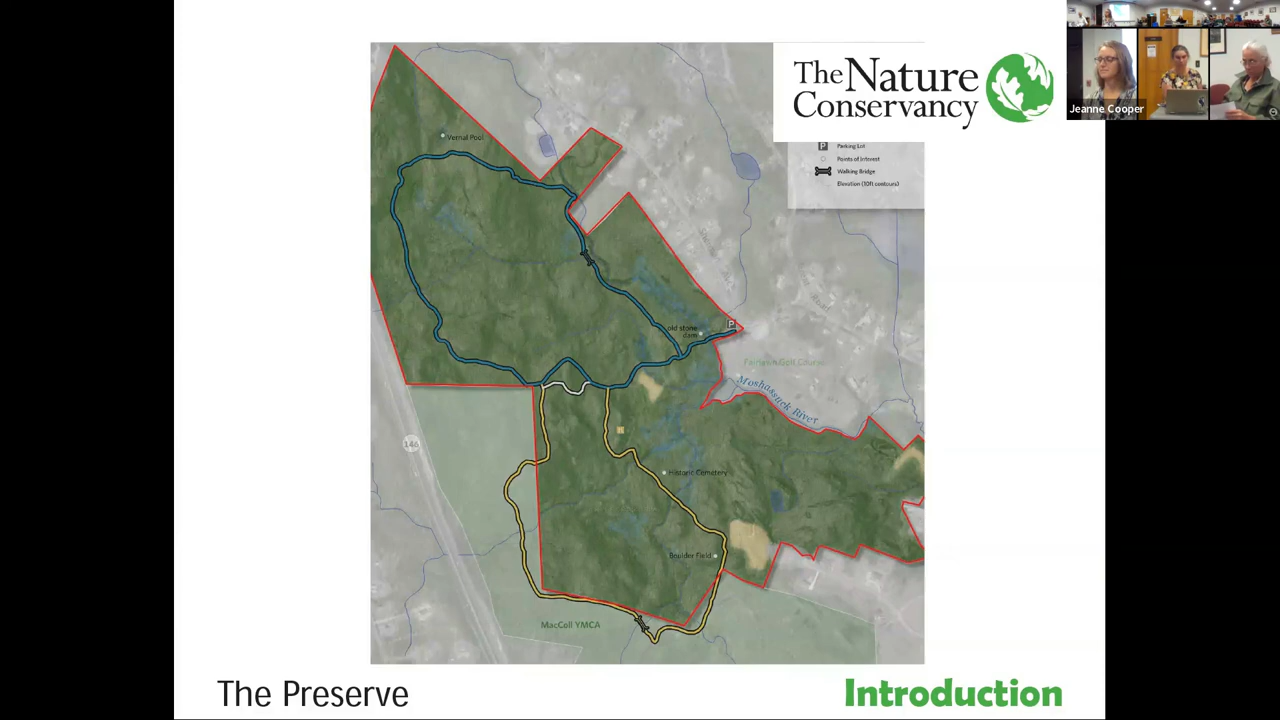 The Nature
Conservancy
Jeanne Cooper
Parking Lot
Points of Interest
Walking Bridge
Elevation (10ft contours)
P
Vernal Pool
P
old stone
dam
Fairlawn Golf Course
Moshassuck River
146
Historic Cemetery
Boulder Field
MacColl YMCA
The Preserve
Introduction